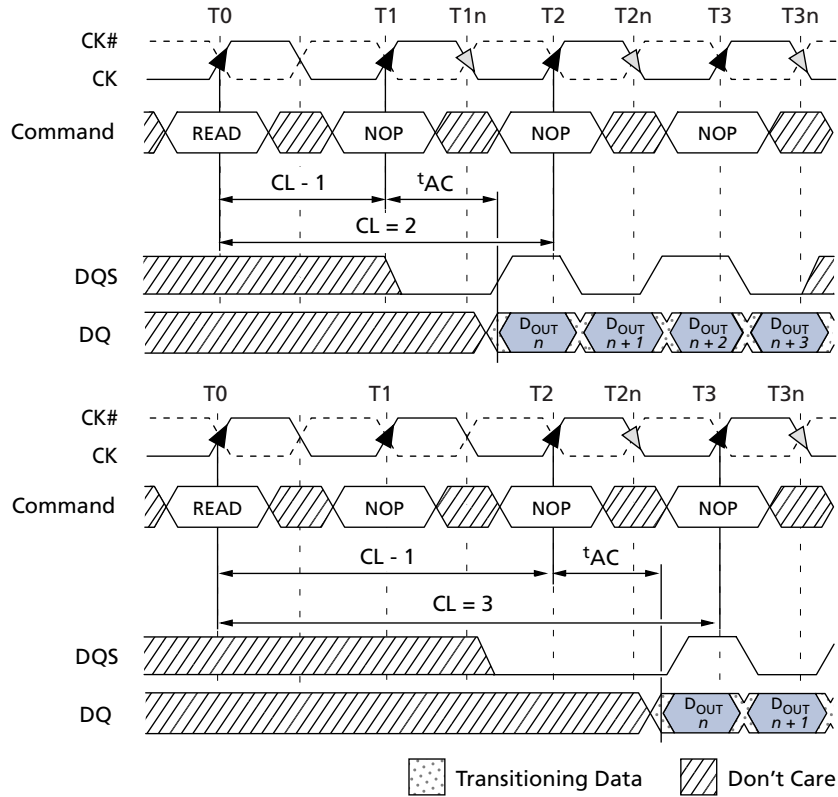 T0 T1 T1n T2 T2n T3 T3n
CK#
CK
Command READ NOP NOP NOP
CL - 1 tAC
CL = 2
DQS
DQ DOUT n DOUT n + 1 DOUT n + 2 DOUT n + 3
T0 T1 T2 T2n T3 T3n
CK#
CK
Command READ NOP NOP NOP
CL - 1 tAC
CL = 3
DQS
DQ DOUT n DOUT n + 1
Transitioning Data Don't Care